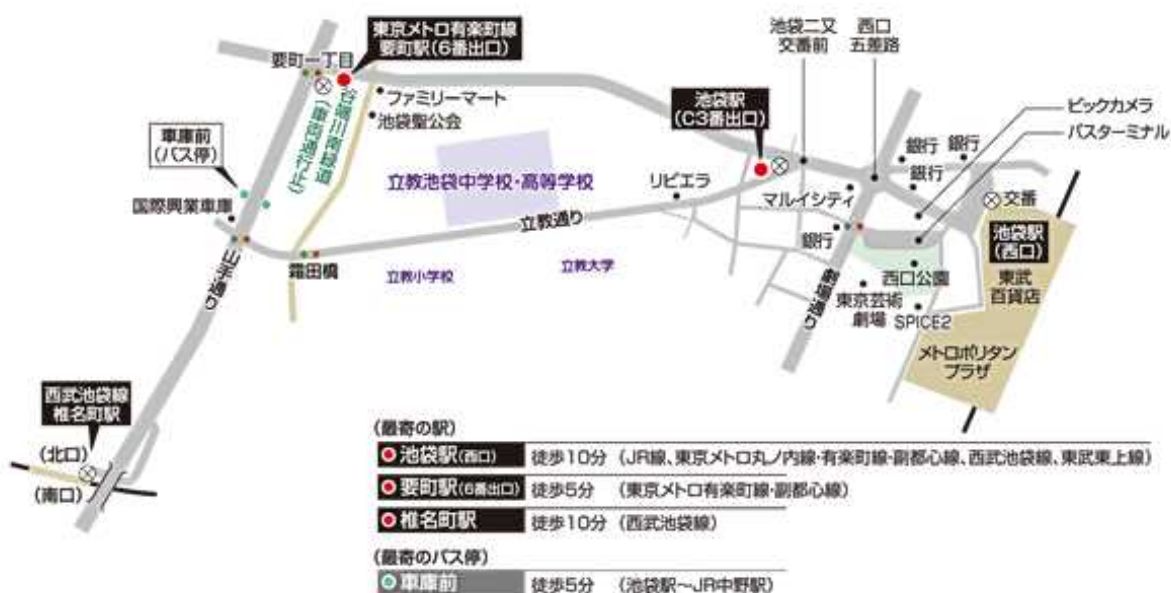 東京メトロ有楽町線
要町駅(6番出口)
要町一丁目
ファミリーマート
池袋聖公会
車庫前
(バス停)
国際興業車庫
山手通り
霜田橋
立教池袋中学校・高等学校
立教通り
立教小学校
立教大学
リビエラ
池袋駅
(C3番出口)
池袋二又
交番前
西口
五差路
ビックカメラ
バスターミナル
銀行
銀行
銀行
マルイシティ
銀行
交番
池袋駅
(西口)
西口公園
東武
百貨店
東京芸術
劇場
SPICE2
劇場通り
メトロポリタン
プラザ
西武池袋線
椎名町駅
(北口)
(南口)
(最寄の駅)
池袋駅(西口) 徒歩10分 (JR線、東京メトロ丸ノ内線・有楽町線・副都心線、西武池袋線、東武東上線)
要町駅(6番出口) 徒歩5分 (東京メトロ有楽町線・副都心線)
椎名町駅 徒歩10分 (西武池袋線)
(最寄のバス停)
車庫前 徒歩5分 (池袋駅～JR中野駅)